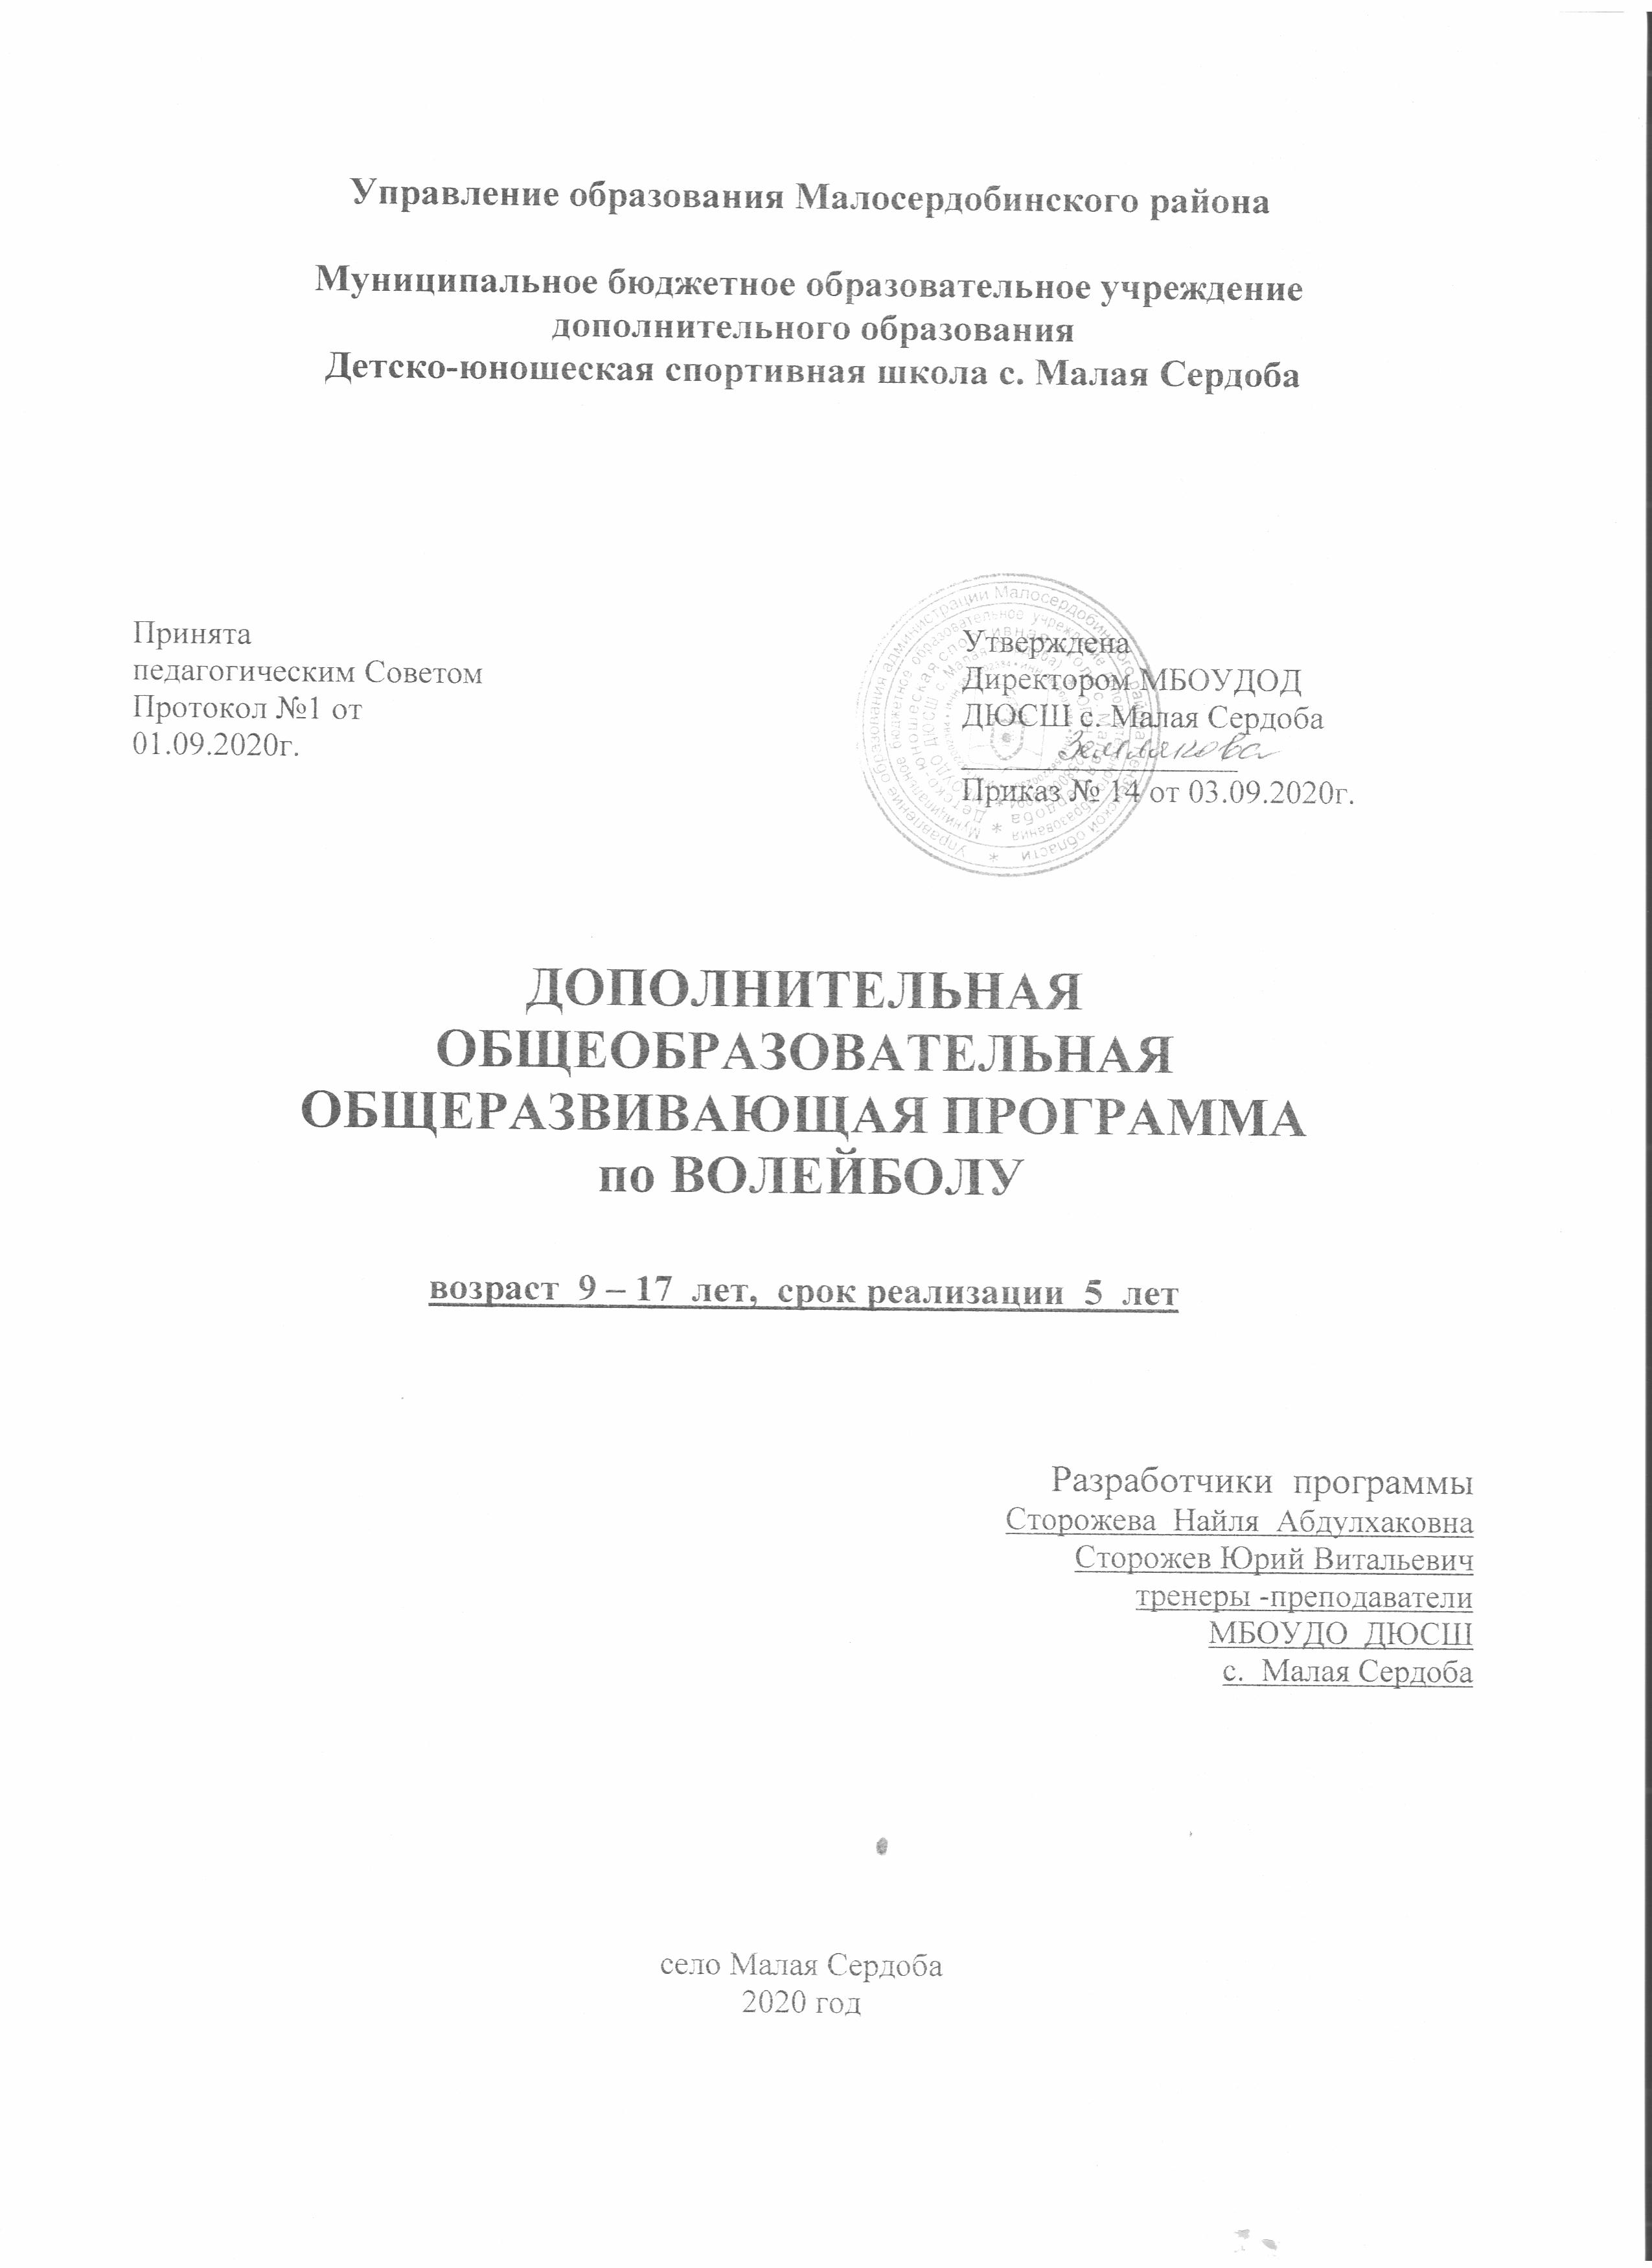 Управление образования Малосердобинского района
Муниципальное бюджетное образовательное учреждение
дополнительного образования
Детско-юношеская спортивная школа с. Малая Сердоба
Принята
педагогическим Советом
Протокол №1 от
01.09.2020г.
Утверждена
Директором МБОУДОД
ДЮСШ с. Малая Сердоба
Приказ № 14 от 03.09.2020г.
ДОПОЛНИТЕЛЬНАЯ
ОБЩЕОБРАЗОВАТЕЛЬНАЯ
ОБЩЕРАЗВИВАЮЩАЯ ПРОГРАММА
по ВОЛЕЙБОЛУ
возраст 9 – 17 лет, срок реализации 5 лет
Разработчики программы
Сторожева Найля Абдулхаковна
Сторожев Юрий Витальевич
тренеры -преподаватели
МБОУДО ДЮСШ
с. Малая Сердоба
село Малая Сердоба
2020 год